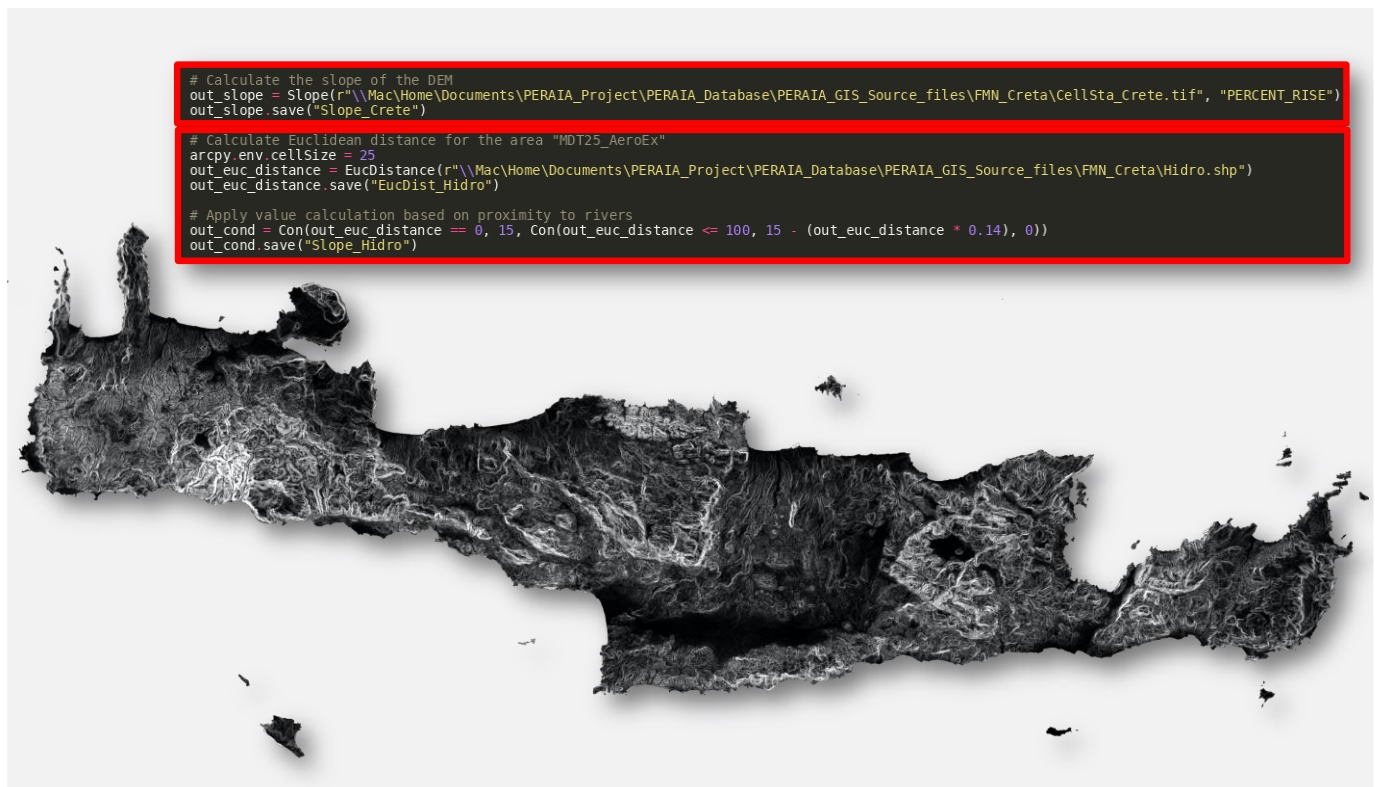 # Calculate the slope of the DEM
out_slope = Slope(r"\\Mac\Home\Documents\PERAIA_Project\PERAIA_Database\PERAIA_GIS_Source_files\FMN_Creta\CellSta_Crete.tif", "PERCENT_RISE")
out_slope.save("Slope_Crete")
# Calculate Euclidean distance for the area "MDT25_AeroEx"
arcpy.env.cellSize = 25
out_euc_distance = EucDistance(r"\\Mac\Home\Documents\PERAIA_Project\PERAIA_Database\PERAIA_GIS_Source_files\FMN_Creta\Hidro.shp")
out_euc_distance.save("EucDist_Hidro")
# Apply value calculation based on proximity to rivers
out_cond = Con(out_euc_distance == 0, 15, Con(out_euc_distance <= 100, 15 - (out_euc_distance * 0.14), 0))
out_cond.save("Slope_Hidro")